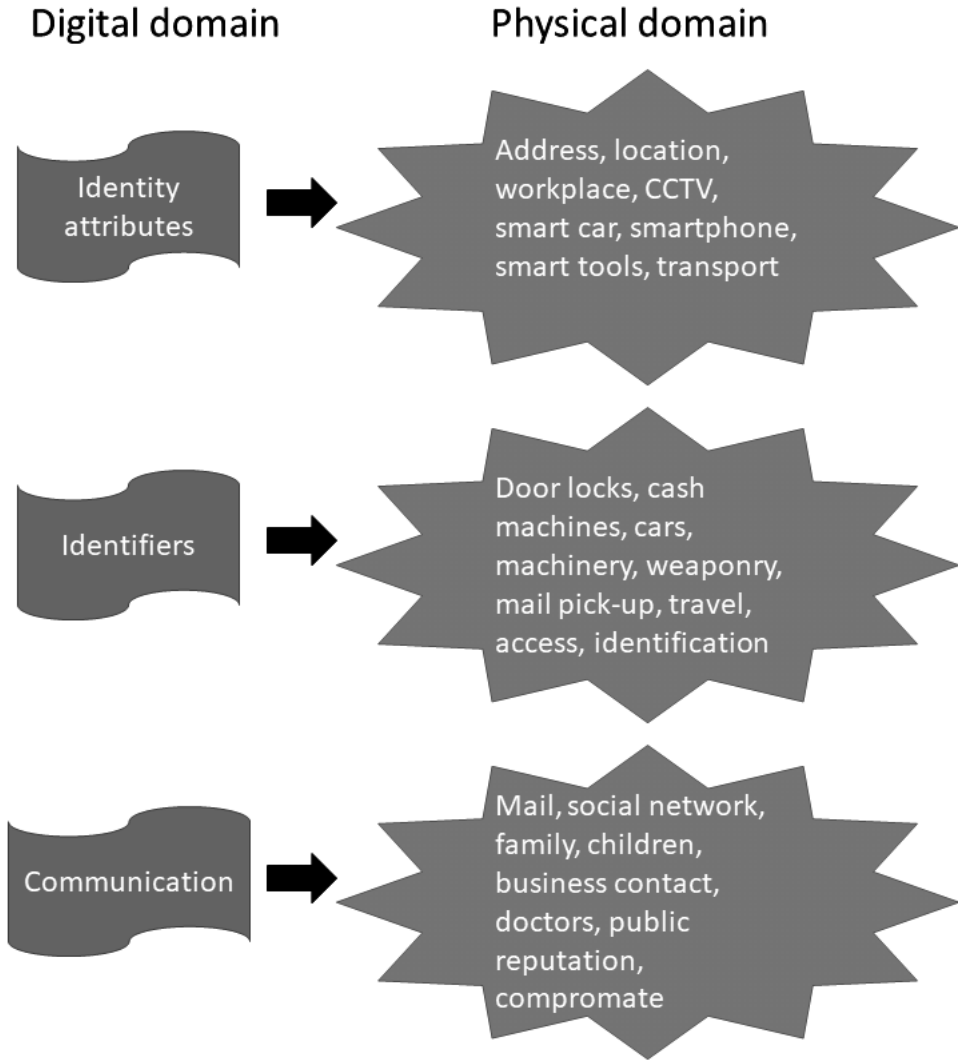 Digital domain
Physical domain
Identity
attributes
Address, location,
workplace, CCTV,
smart car, smartphone,
smart tools, transport
Identifiers
Door locks, cash
machines, cars,
machinery, weaponry,
mail pick-up, travel,
access, identification
Communication
Mail, social network,
family, children,
business contact,
doctors, public
reputation,
compromate